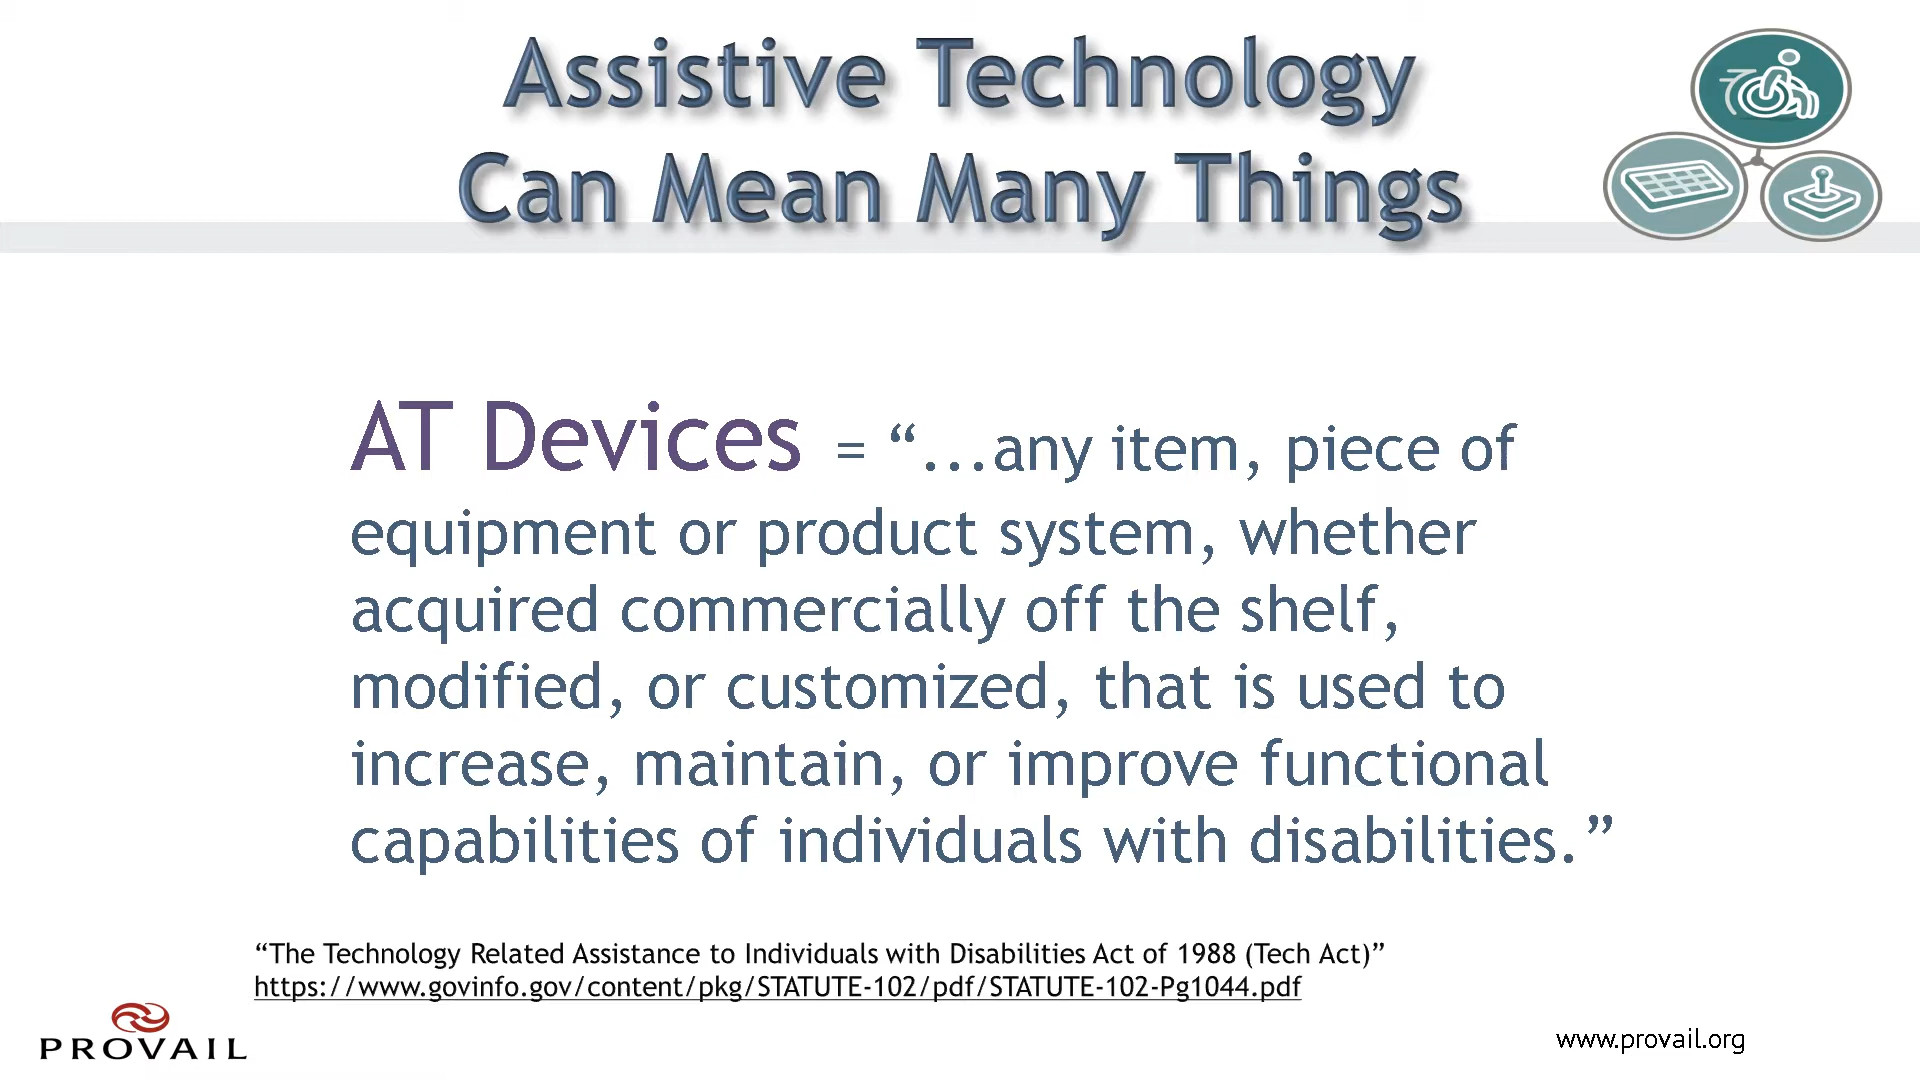 Assistive Technology
Can Mean Many Things
AT Devices = “...any item, piece of
equipment or product system, whether
acquired commercially off the shelf,
modified, or customized, that is used to
increase, maintain, or improve functional
capabilities of individuals with disabilities.”
“The Technology Related Assistance to Individuals with Disabilities Act of 1988 (Tech Act)”
https://www.govinfo.gov/content/pkg/STATUTE-102/pdf/STATUTE-102-Pg1044.pdf
PROVAIL
www.provail.org